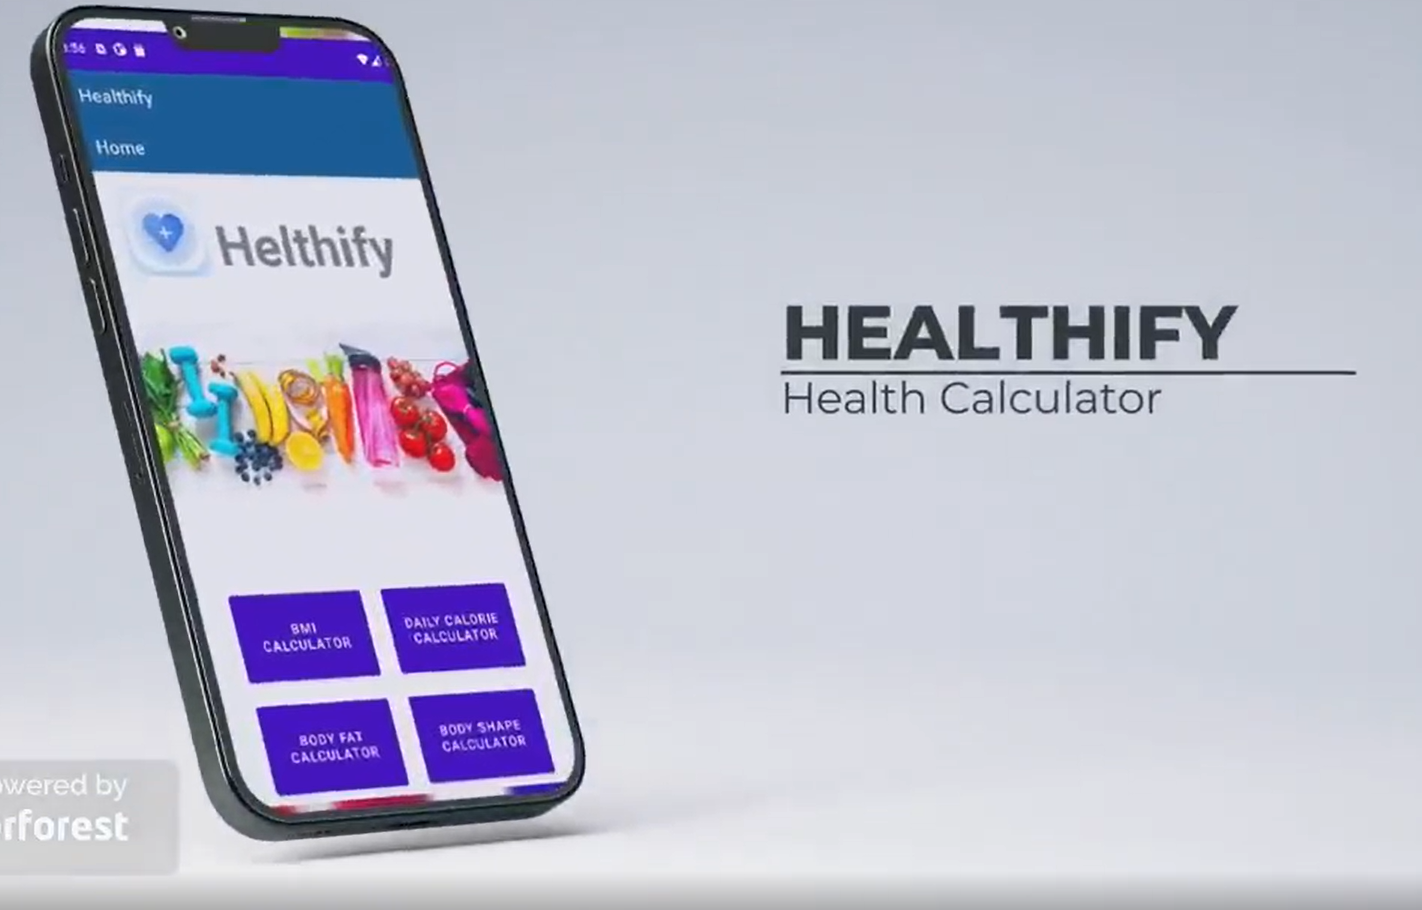 :56
Healthify
Home
Helthify
BMI
CALCULATOR
DAILY CALORIE
CALCULATOR
BODY FAT
CALCULATOR
BODY SHAPE
CALCULATOR
HEALTHIFY
Health Calculator
owered by
rforest